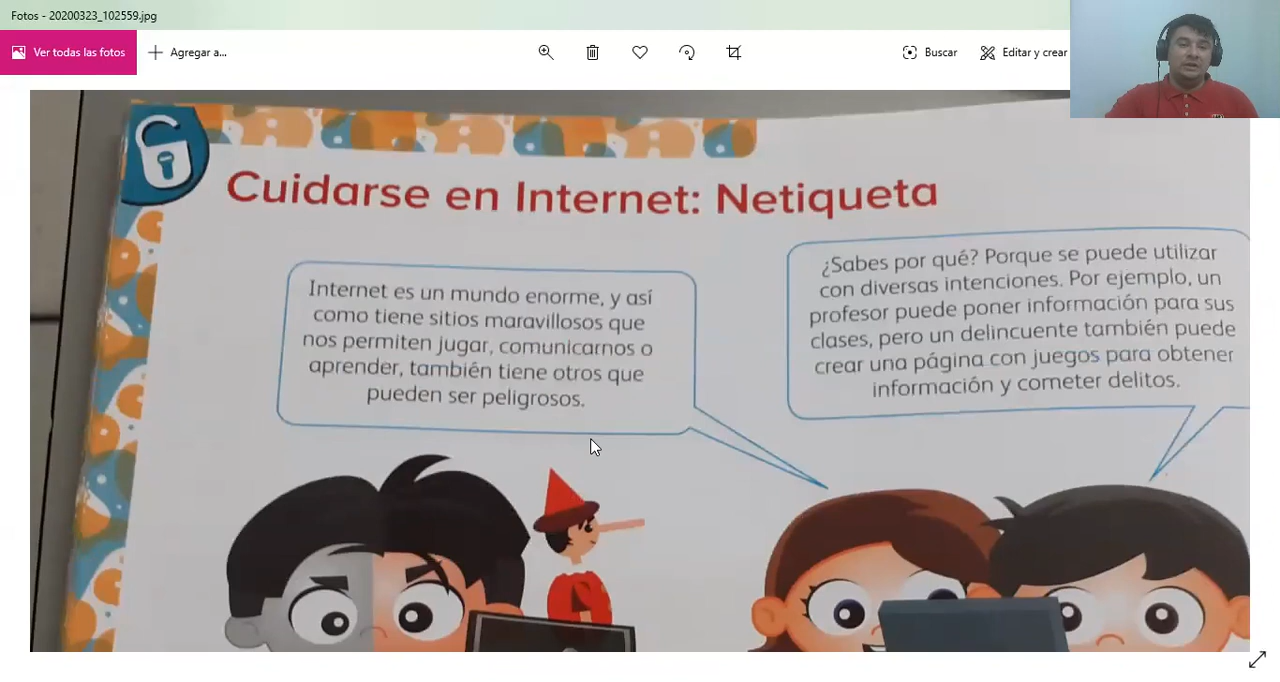 Fotos - 20200323_102559.jpg
Ver todas las fotos
Agregar a...
Buscar
Editar y crear
Cuidarse en Internet: Netiqueta
Internet es un mundo enorme, y así
como tiene sitios maravillosos que
nos permiten jugar, comunicarnos o
aprender, también tiene otros que
pueden ser peligrosos.
¿Sabes por qué? Porque se puede utilizar
con diversas intenciones. Por ejemplo, un
profesor puede poner información para sus
clases, pero un delincuente también puede
crear una página con juegos para obtener
información y cometer delitos.